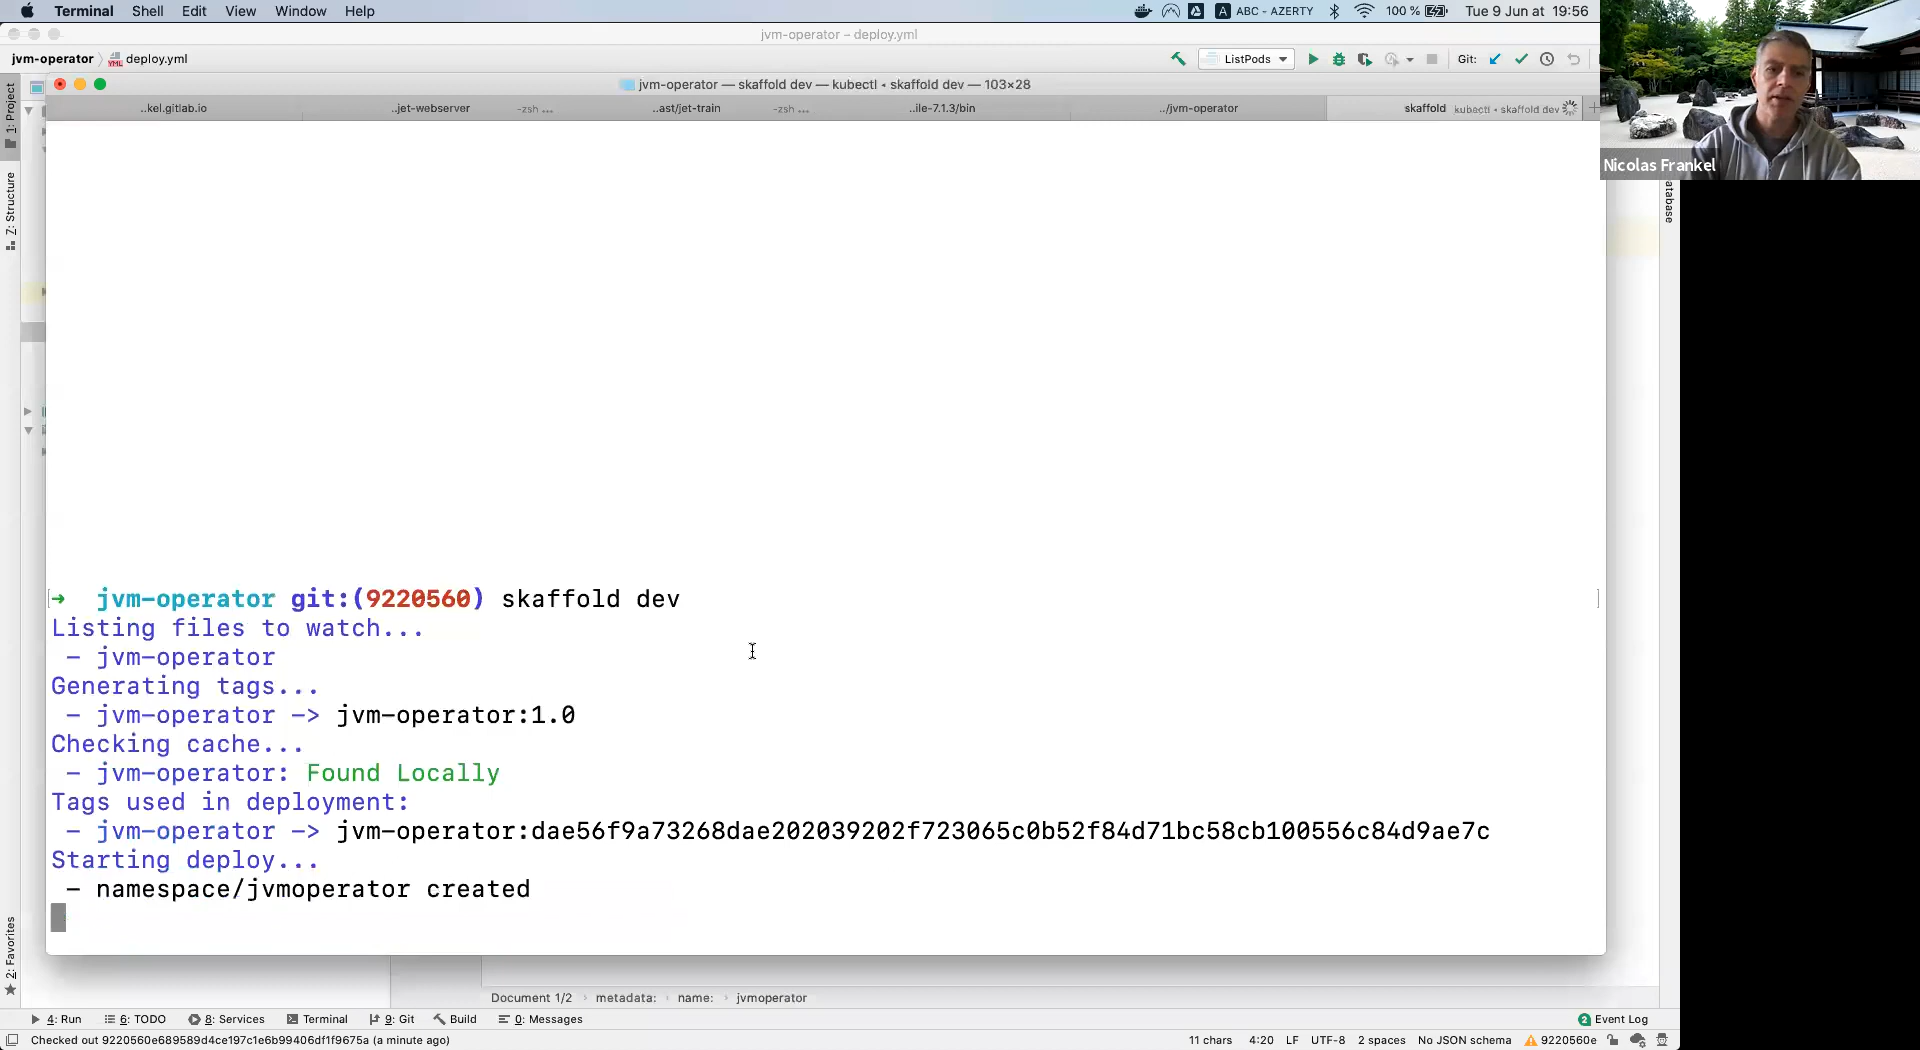 Terminal Shell Edit View Window Help
A ABC - AZERTY 100 % Tue 9 Jun at 19:56
jvm-operator – deploy.yml
jvm-operator deploy.yml ListPods Git:
jvm-operator — skaffold dev — kubectl ◂ skaffold dev — 103×28
..kel.gitlab.io ..jet-webserver -zsh ... ..ast/jet-train -zsh ... ..ile-7.1.3/bin ../jvm-operator skaffold kubectl ◂ skaffold dev
Nicolas Frankel
1: Project
Z: Structure
2: Favorites
atabase
→ jvm-operator git:(9220560) skaffold dev
Listing files to watch...
- jvm-operator
Generating tags...
- jvm-operator -> jvm-operator:1.0
Checking cache...
- jvm-operator: Found Locally
Tags used in deployment:
- jvm-operator -> jvm-operator:dae56f9a73268dae202039202f723065c0b52f84d71bc58cb100556c84d9ae7c
Starting deploy...
- namespace/jvmoperator created
Document 1/2 › metadata: › name: › jvmoperator
4: Run 6: TODO 8: Services Terminal 9: Git Build 0: Messages 2 Event Log
Checked out 9220560e689589d4ce197c1e6b99406df1f9675a (a minute ago) 11 chars 4:20 LF UTF-8 2 spaces No JSON schema 9220560e